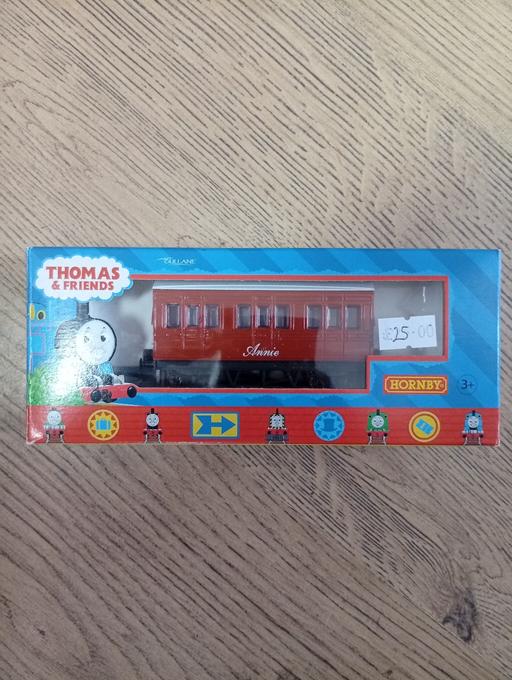 THOMAS
& FRIENDS
GULLANE
£25-00
Annie
HORNBY
3+